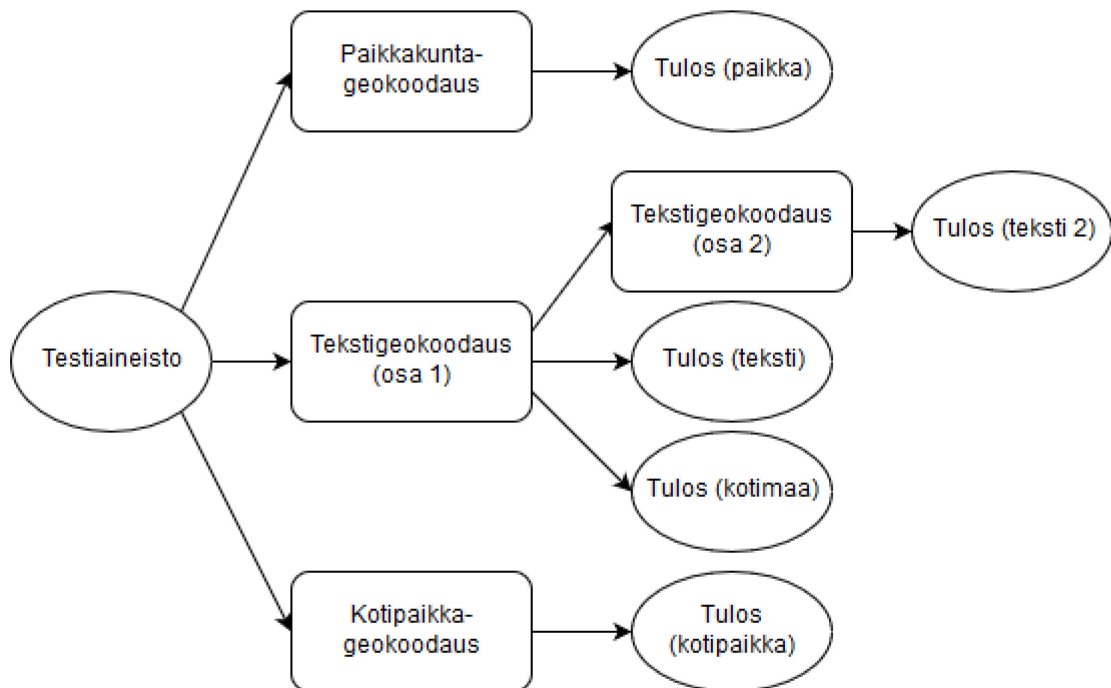 Paikkakunta-
geokoodaus
Tulos (paikka)
Tekstigeokoodaus
(osa 2)
Tulos (teksti 2)
Testiaineisto
Tekstigeokoodaus
(osa 1)
Tulos (teksti)
Tulos (kotimaa)
Kotipaikka-
geokoodaus
Tulos
(kotipaikka)